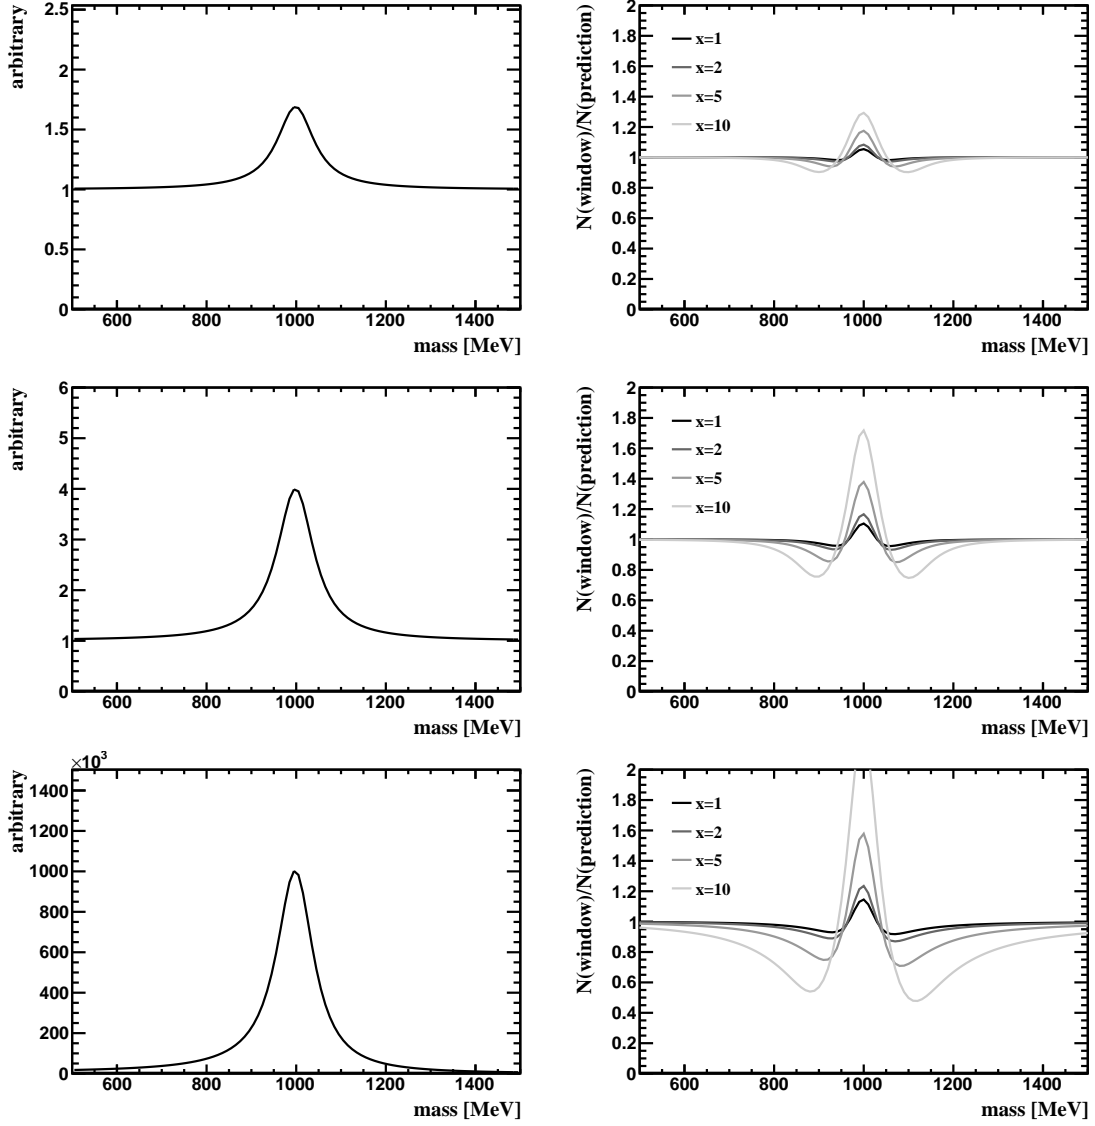 arbitrary
2.5
2
1.5
1
0.5
0
600 800 1000 1200 1400
mass [MeV]
N(window)/N(prediction)
2
1.8
1.6
1.4
1.2
1
0.8
0.6
0.4
0.2
0
x=1
x=2
x=5
x=10
600 800 1000 1200 1400
mass [MeV]
arbitrary
6
5
4
3
2
1
0
600 800 1000 1200 1400
mass [MeV]
N(window)/N(prediction)
2
1.8
1.6
1.4
1.2
1
0.8
0.6
0.4
0.2
0
x=1
x=2
x=5
x=10
600 800 1000 1200 1400
mass [MeV]
×10³
arbitrary
1400
1200
1000
800
600
400
200
0
600 800 1000 1200 1400
mass [MeV]
N(window)/N(prediction)
2
1.8
1.6
1.4
1.2
1
0.8
0.6
0.4
0.2
0
x=1
x=2
x=5
x=10
600 800 1000 1200 1400
mass [MeV]